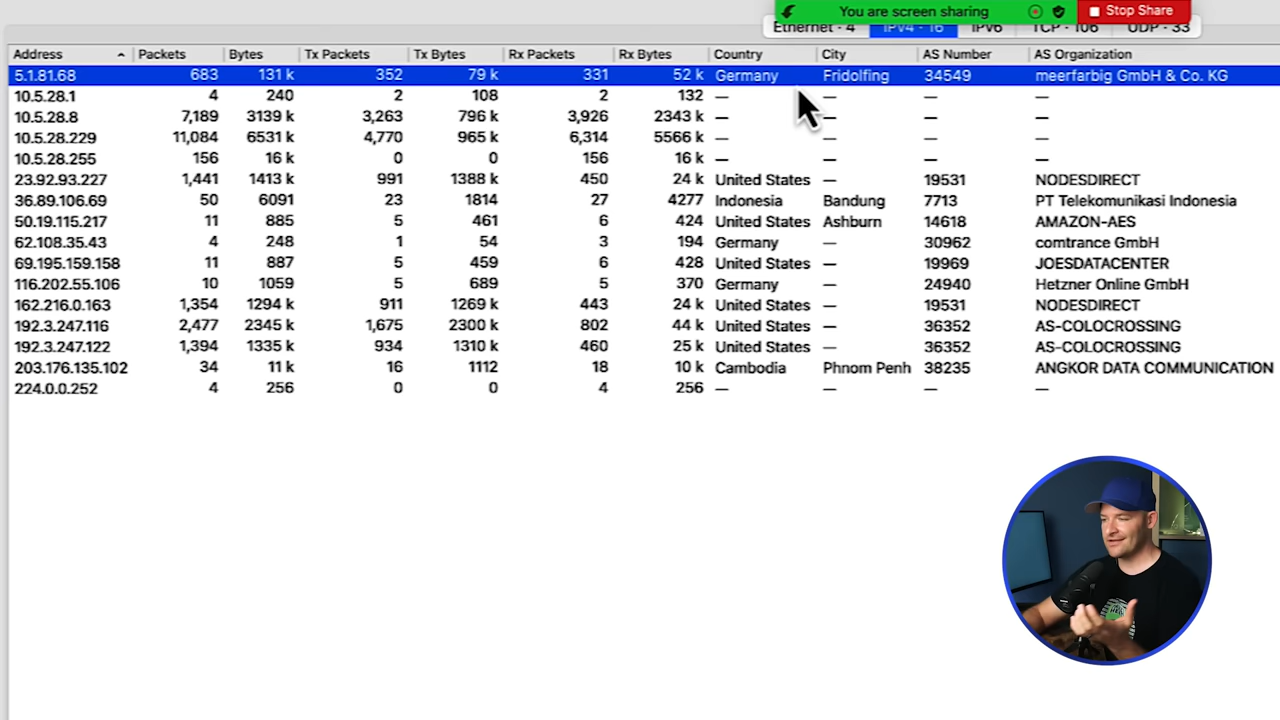 You are screen sharing Stop Share
Ethernet · 4 IPv4 · 16 IPv6 TCP · 106 UDP · 33
Address Packets Bytes Tx Packets Tx Bytes Rx Packets Rx Bytes Country City AS Number AS Organization
5.1.81.68 683 131 k 352 79 k 331 52 k Germany Fridolfing 34549 meerfarbig GmbH & Co. KG
10.5.28.1 4 240 2 108 2 132 — — — —
10.5.28.8 7,189 3139 k 3,263 796 k 3,926 2343 k — — — —
10.5.28.229 11,084 6531 k 4,770 965 k 6,314 5566 k — — — —
10.5.28.255 156 16 k 0 0 156 16 k — — — —
23.92.93.227 1,441 1413 k 991 1388 k 450 24 k United States — 19531 NODESDIRECT
36.89.106.69 50 6091 23 1814 27 4277 Indonesia Bandung 7713 PT Telekomunikasi Indonesia
50.19.115.217 11 885 5 461 6 424 United States Ashburn 14618 AMAZON-AES
62.108.35.43 4 248 1 54 3 194 Germany — 30962 comtrance GmbH
69.195.159.158 11 887 5 459 6 428 United States — 19969 JOESDATACENTER
116.202.55.106 10 1059 5 689 5 370 Germany — 24940 Hetzner Online GmbH
162.216.0.163 1,354 1294 k 911 1269 k 443 24 k United States — 19531 NODESDIRECT
192.3.247.116 2,477 2345 k 1,675 2300 k 802 44 k United States — 36352 AS-COLOCROSSING
192.3.247.122 1,394 1335 k 934 1310 k 460 25 k United States — 36352 AS-COLOCROSSING
203.176.135.102 34 11 k 16 1112 18 10 k Cambodia Phnom Penh 38235 ANGKOR DATA COMMUNICATION
224.0.0.252 4 256 0 0 4 256 — — — —